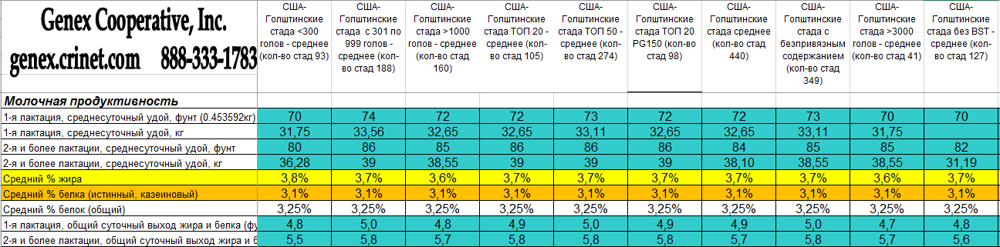 Genex Cooperative, Inc.
genex.crinet.com 888-333-1783
США-Голштинские стада <300 голов - среднее (кол-во стад 93)
США-Голштинские стада с 301 по 999 голов - среднее (кол-во стад 188)
США-Голштинские стада >1000 голов - среднее (кол-во стад 160)
США-Голштинские стада ТОП 20 - среднее (кол-во стад 105)
США-Голштинские стада ТОП 50 - среднее (кол-во стад 274)
США-Голштинские стада ТОП 20 PG150 (кол-во стад 98)
США-Голштинские стада среднее (кол-во стад 440)
США-Голштинские стада с безпривязным содержанием (кол-во стад 349)
США-Голштинские стада >3000 голов - среднее (кол-во стад 41)
США-Голштинские стада без BST - среднее (кол-во стад 127)
Молочная продуктивность
1-я лактация, среднесуточный удой, фунт (0.453592кг) 70 74 72 72 73 72 72 73 70 70
1-я лактация, среднесуточный удой, кг 31,75 33,56 32,65 32,65 33,11 32,65 32,65 33,11 31,75
2-я и более лактации, среднесуточный удой, фунт 80 86 85 86 86 86 84 85 85 82
2-я и более лактации, среднесуточный удой, кг 36,28 39 38,55 39 39 39 38,10 38,55 38,55 31,19
Средний % жира 3,8% 3,7% 3,6% 3,7% 3,7% 3,7% 3,7% 3,7% 3,6% 3,7%
Средний % белка (истинный, казеиновый) 3,1% 3,1% 3,1% 3,1% 3,1% 3,1% 3,1% 3,1% 3,1% 3,1%
Средний % белок (общий) 3,25% 3,25% 3,25% 3,25% 3,25% 3,25% 3,25% 3,25% 3,25% 3,25%
1-я лактация, общий суточный выход жира и белка (фу 4,8 5,0 4,8 4,9 5,0 4,9 4,9 5,0 4,7 4,8
2-я и более лактации, общий суточный выход жира и б 5,5 5,8 5,7 5,8 5,8 5,8 5,7 5,8 5,7 5,6